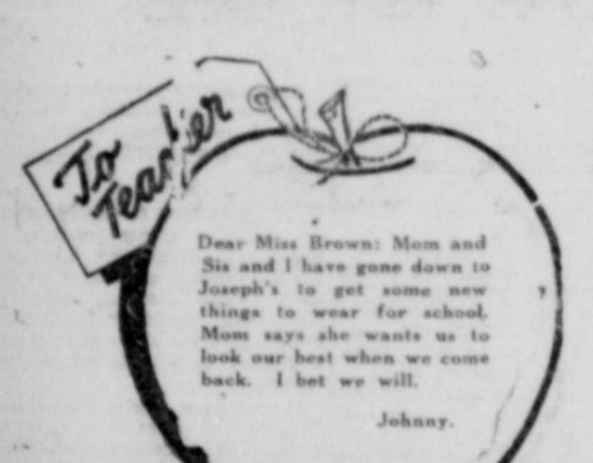 To
Teacher
Dear Miss Brown: Mom and
Sis and I have gone down to
Joseph's to get some new
things to wear for school.
Mom says she wants us to
look our best when we come
back. I bet we will.
Johnny.